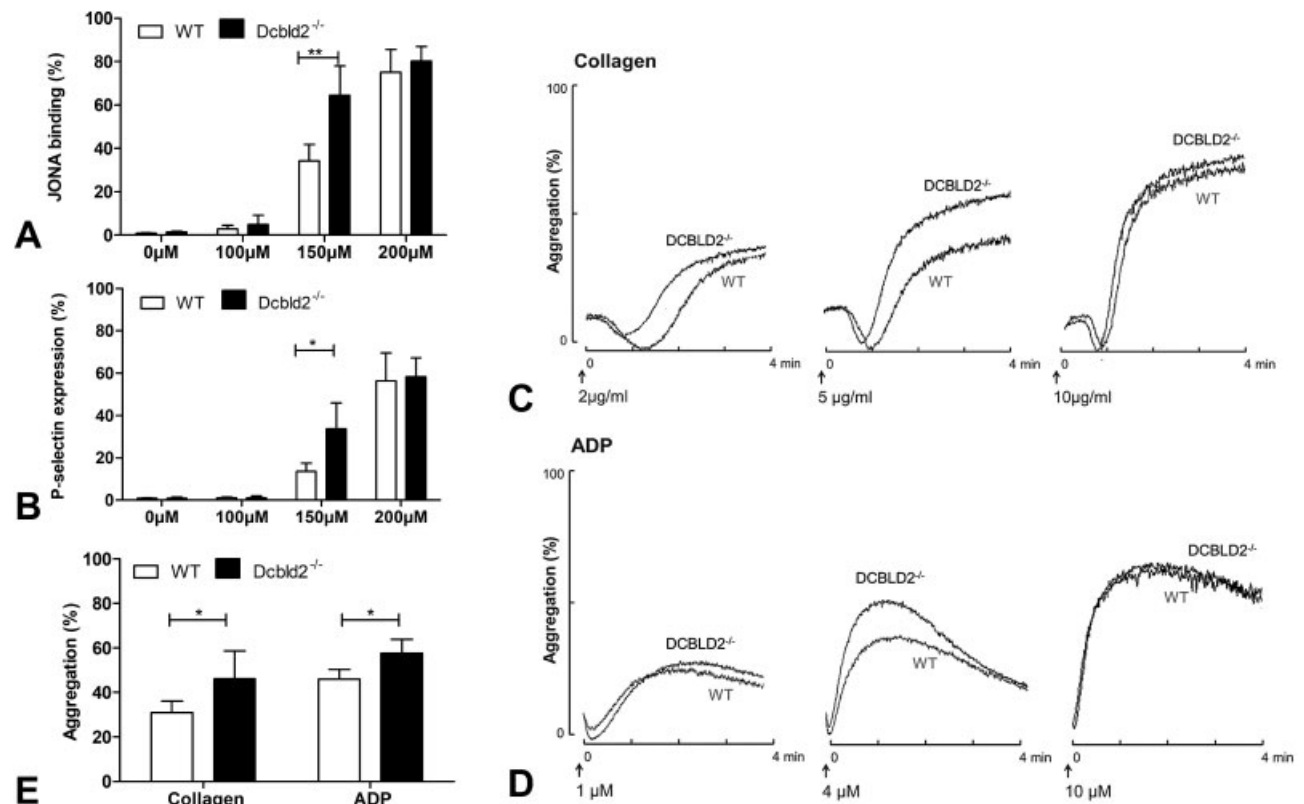 WT Dcbld2-/-
JONA binding (%)
100
80
60
40
20
0
**
0µM 100µM 150µM 200µM
A
WT Dcbld2-/-
P-selectin expression (%)
100
80
60
40
20
0
*
0µM 100µM 150µM 200µM
B
WT Dcbld2-/-
Aggregation (%)
100
80
60
40
20
0
* *
Collagen ADP
E
Collagen
Aggregation (%)
100
0
DCBLD2-/-
WT
0 4 min
2µg/ml
DCBLD2-/-
WT
0 4 min
5 µg/ml
DCBLD2-/-
WT
0 4 min
10µg/ml
C
ADP
Aggregation (%)
100
0
DCBLD2-/-
WT
0 4 min
1 µM
DCBLD2-/-
WT
0 4 min
4 µM
DCBLD2-/-
WT
0 4 min
10 µM
D